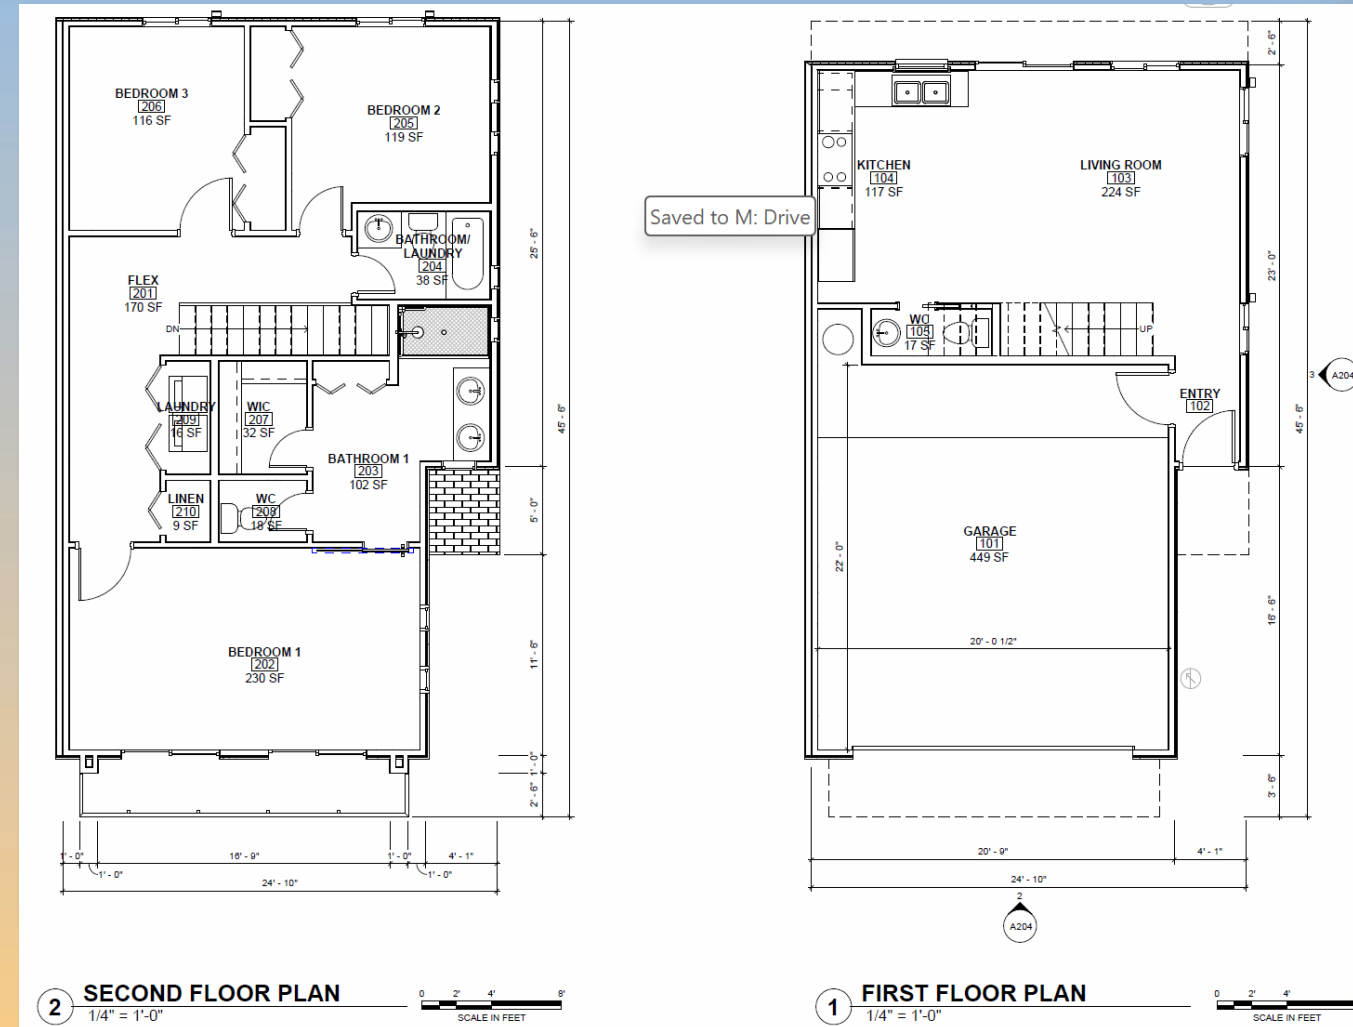 BEDROOM 3
206
116 SF
BEDROOM 2
205
119 SF
BATHROOM/
LAUNDRY
204
38 SF
FLEX
201
170 SF
DN
LAUNDRY
209
16 SF
WIC
207
32 SF
BATHROOM 1
203
102 SF
LINEN
210
9 SF
WC
208
18 SF
BEDROOM 1
202
230 SF
25' - 6"
45' - 6"
5' - 0"
11' - 6"
1' - 0"
2' - 6"
1' - 0"
16' - 9"
1' - 0"
4' - 1"
1' - 0"
1' - 0"
24' - 10"
2
SECOND FLOOR PLAN
1/4" = 1'-0"
0 2' 4' 8'
SCALE IN FEET
Saved to M: Drive
KITCHEN
104
117 SF
LIVING ROOM
103
224 SF
WC
105
17 SF
UP
ENTRY
102
GARAGE
101
449 SF
22' - 0"
20' - 0 1/2"
2' - 6"
23' - 0"
45' - 6"
16' - 6"
3' - 6"
3
A204
20' - 9"
4' - 1"
24' - 10"
2
A204
1
FIRST FLOOR PLAN
1/4" = 1'-0"
0 2' 4'
SCALE IN FEET